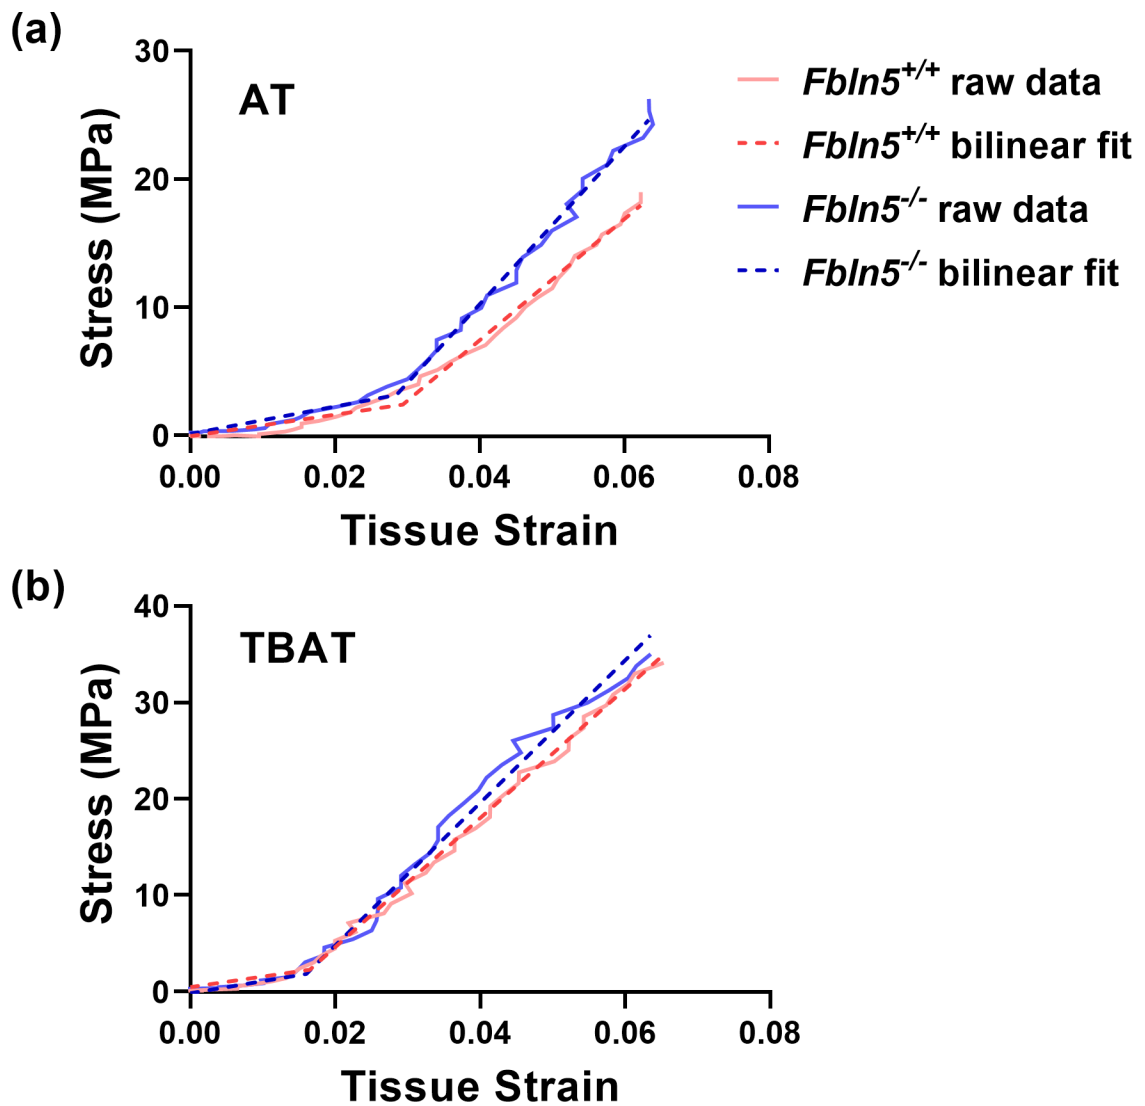 (a)
AT
Stress (MPa)
30
20
10
0
0.00 0.02 0.04 0.06 0.08
Tissue Strain
Fbln5+/+ raw data
Fbln5+/+ bilinear fit
Fbln5-/- raw data
Fbln5-/- bilinear fit
(b)
TBAT
Stress (MPa)
40
30
20
10
0
0.00 0.02 0.04 0.06 0.08
Tissue Strain